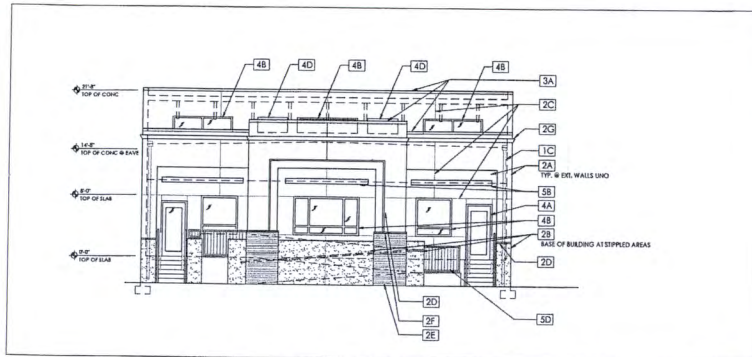 4B
4D
4B
4D
4B
3A
2C
2G
1C
2A
TYP. @ EXT. WALLS UNO
5B
4A
4B
2B
BASE OF BUILDING AT STIPPLED AREAS
2D
5D
2D
2F
2E
21'-8"
TOP OF CONC
14'-8"
TOP OF CONC @ EAVE
8'-0"
TOP OF SLAB
0'-0"
TOP OF SLAB